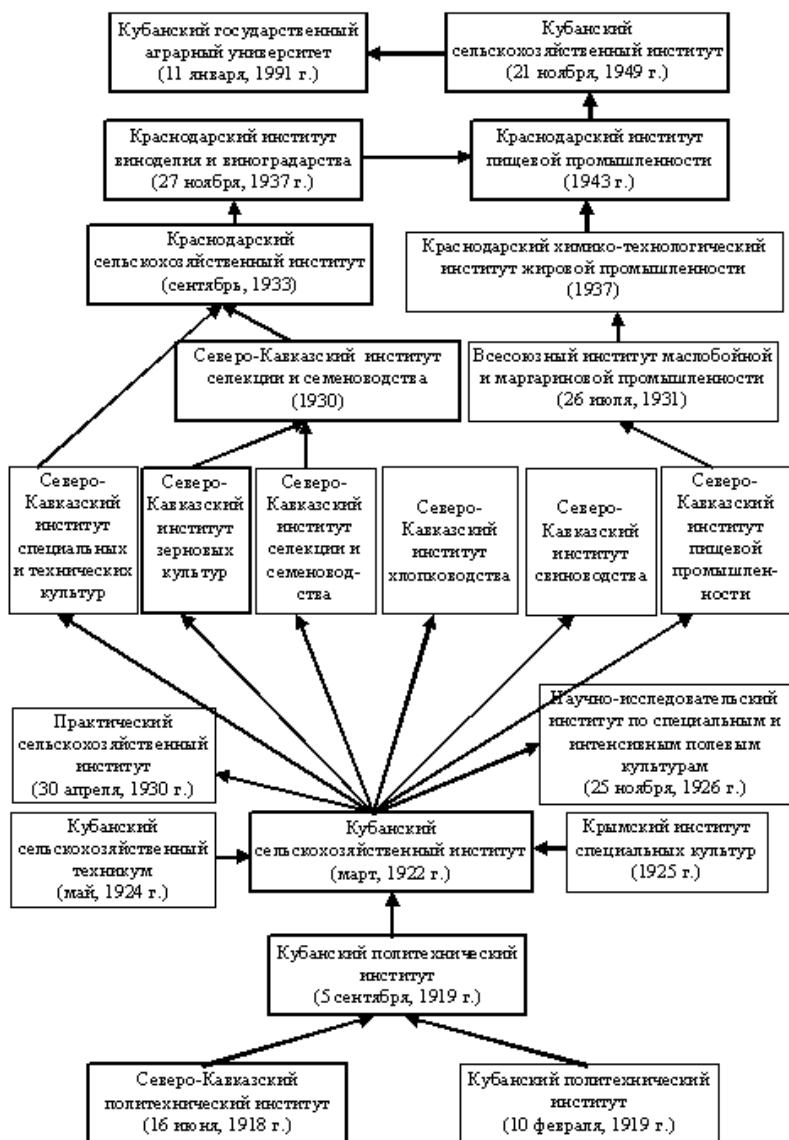 Кубанский государственный
аграрный университет
(11 января, 1991 г.)
Кубанский
сельскохозяйственный институт
(21 ноября, 1949 г.)
Краснодарский институт
виноделия и виноградарства
(27 ноября, 1937 г.)
Краснодарский институт
пищевой промышленности
(1943 г.)
Краснодарский
сельскохозяйственный институт
(сентябрь, 1933)
Краснодарский химико-технологический
институт жировой промышленности
(1937)
Северо-Кавказский институт
селекции и семеноводства
(1930)
Всесоюзный институт маслобойной
и маргариновой промышленности
(26 июля, 1931)
Северо-
Кавказский
институт
специальных
и технических
культур
Северо-
Кавказский
институт
зерновых
культур
Северо-
Кавказский
институт
селекции и
семеновод-
ства
Северо-
Кавказский
институт
хлопководства
Северо-
Кавказский
институт
свиноводства
Северо-
Кавказский
институт
пищевой
промышлен-
ности
Практический
сельскохозяйственный
институт
(30 апреля, 1930 г.)
Научно-исследовательский
институт по специальным и
интенсивным полевым
культурам
(25 ноября, 1926 г.)
Кубанский
сельскохозяйственный
техникум
(май, 1924 г.)
Кубанский
сельскохозяйственный институт
(март, 1922 г.)
Крымский институт
специальных культур
(1925 г.)
Кубанский политехнический
институт
(5 сентября, 1919 г.)
Северо-Кавказский
политехнический институт
(16 июня, 1918 г.)
Кубанский политехнический
институт
(10 февраля, 1919 г.)